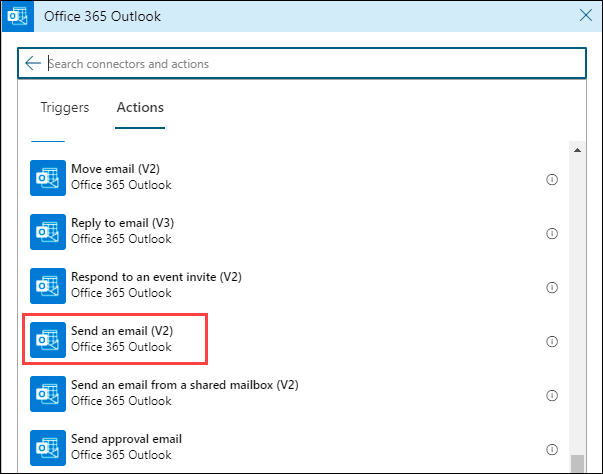 Office 365 Outlook
Search connectors and actions
Triggers Actions
Move email (V2)
Office 365 Outlook
Reply to email (V3)
Office 365 Outlook
Respond to an event invite (V2)
Office 365 Outlook
Send an email (V2)
Office 365 Outlook
Send an email from a shared mailbox (V2)
Office 365 Outlook
Send approval email
Office 365 Outlook